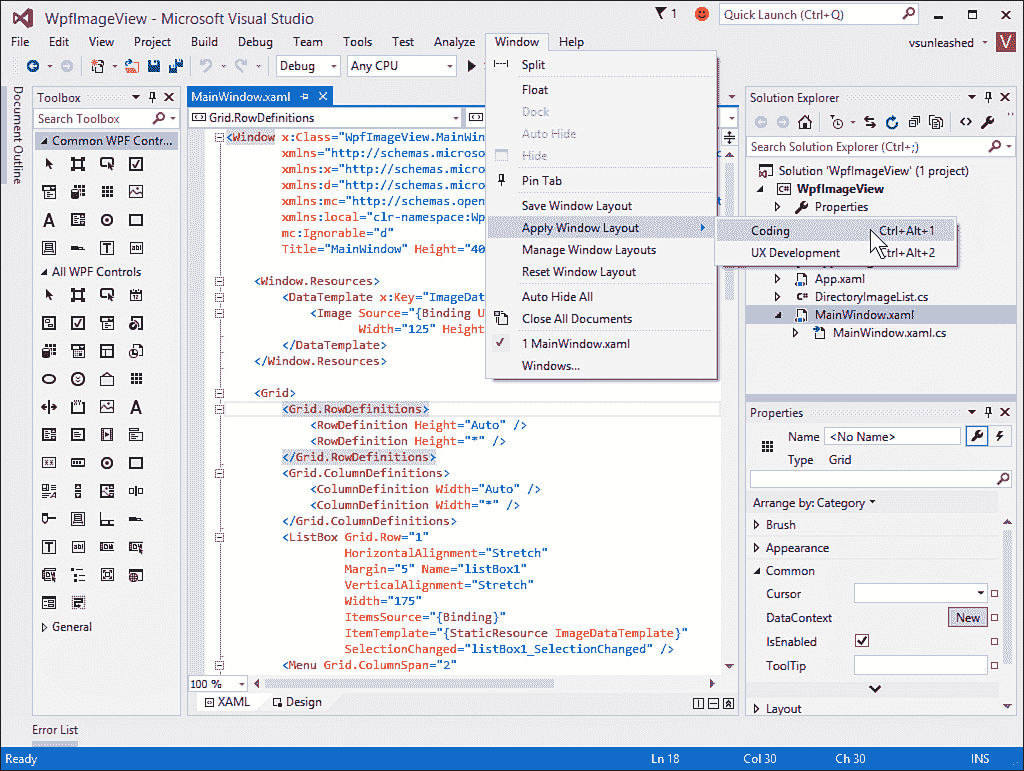 WpfImageView - Microsoft Visual Studio
1
Quick Launch (Ctrl+Q)
File Edit View Project Build Debug Team Tools Test Analyze Window Help
vsunleashed
V
Debug
Any CPU
Document Outline
Toolbox
Search Toolbox
Common WPF Contr...
All WPF Controls
General
MainWindow.xaml
Grid.RowDefinitions
<Window x:Class="WpfImageView.MainWin
xmlns="http://schemas.microso
xmlns:x="http://schemas.micro
xmlns:d="http://schemas.micro
xmlns:mc="http://schemas.open
xmlns:local="clr-namespace:Wp
mc:Ignorable="d"
Title="MainWindow" Height="40
<Window.Resources>
<DataTemplate x:Key="ImageDat
<Image Source="{Binding U
Width="125" Height
</DataTemplate>
</Window.Resources>
<Grid>
<Grid.RowDefinitions>
<RowDefinition Height="Auto" />
<RowDefinition Height="*" />
</Grid.RowDefinitions>
<Grid.ColumnDefinitions>
<ColumnDefinition Width="Auto" />
<ColumnDefinition Width="*" />
</Grid.ColumnDefinitions>
<ListBox Grid.Row="1"
HorizontalAlignment="Stretch"
Margin="5" Name="listBox1"
VerticalAlignment="Stretch"
Width="175"
ItemsSource="{Binding}"
ItemTemplate="{StaticResource ImageDataTemplate}"
SelectionChanged="listBox1_SelectionChanged" />
<Menu Grid.ColumnSpan="2"
100 %
XAML
Design
Split
Float
Dock
Auto Hide
Hide
Pin Tab
Save Window Layout
Apply Window Layout
Manage Window Layouts
Reset Window Layout
Auto Hide All
Close All Documents
1 MainWindow.xaml
Windows...
Coding Ctrl+Alt+1
UX Development Ctrl+Alt+2
Solution Explorer
Search Solution Explorer (Ctrl+;)
Solution 'WpfImageView' (1 project)
WpfImageView
Properties
App.xaml
DirectoryImageList.cs
MainWindow.xaml
MainWindow.xaml.cs
Properties
Name <No Name>
Type Grid
Arrange by: Category
Brush
Appearance
Common
Cursor
DataContext New
IsEnabled
ToolTip
Layout
Error List
Ready
Ln 18
Col 30
Ch 30
INS